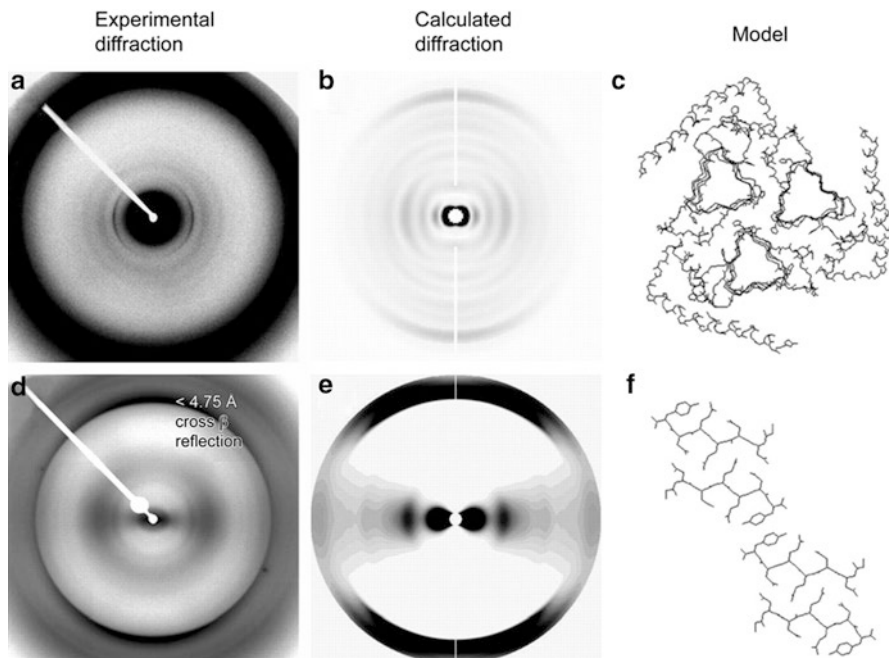 Experimental
diffraction
Calculated
diffraction
Model
a
b
c
d
< 4.75 Å
cross β
reflection
e
f